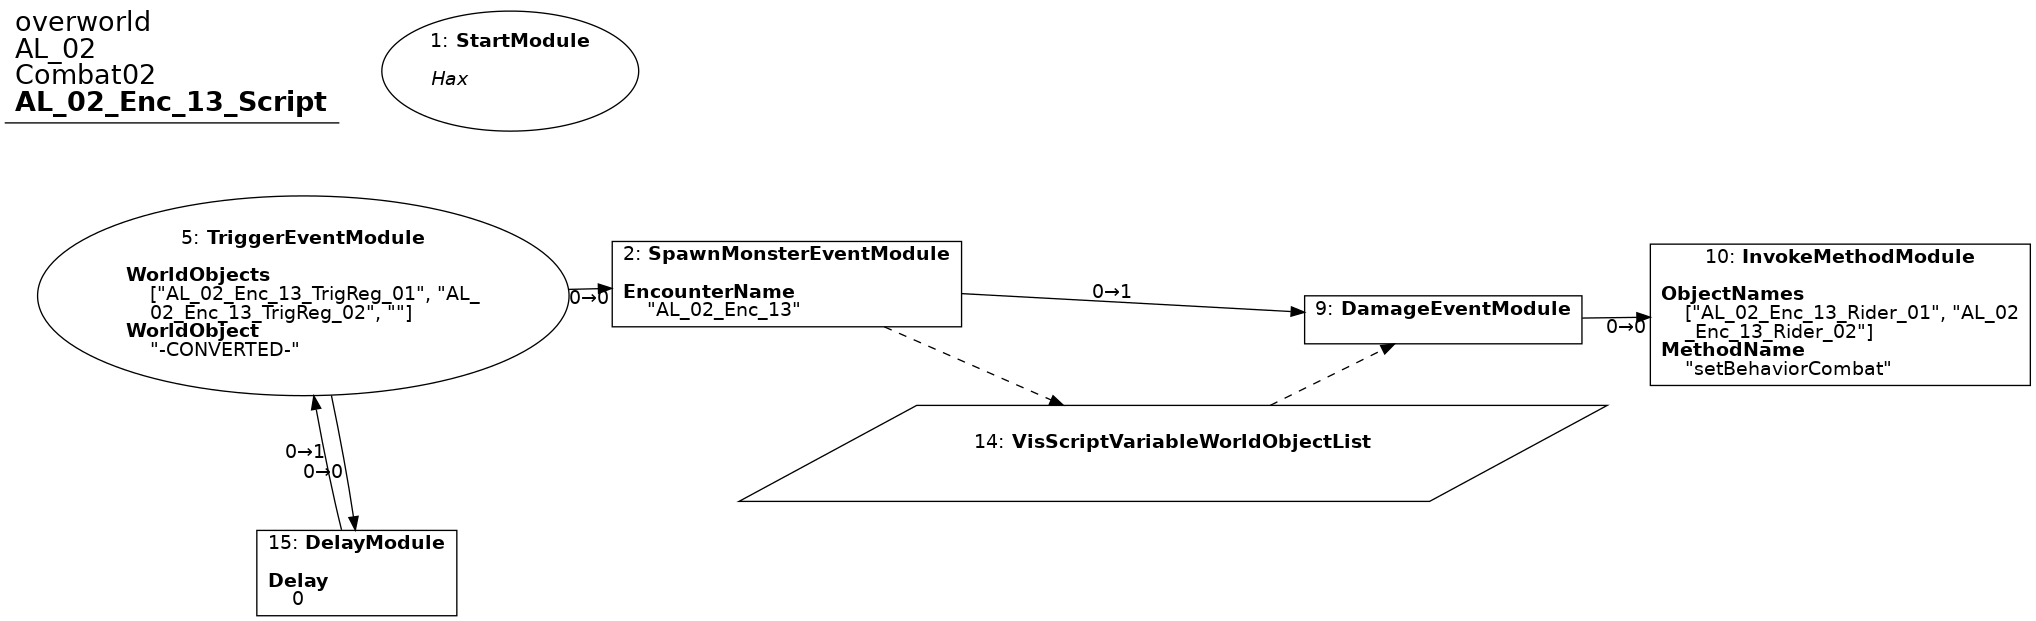 overworld
AL_02
Combat02
AL_02_Enc_13_Script
1: StartModule
Hax
5: TriggerEventModule
WorldObjects
["AL_02_Enc_13_TrigReg_01", "AL_
02_Enc_13_TrigReg_02", ""]
WorldObject
"-CONVERTED-"
0→0
2: SpawnMonsterEventModule
EncounterName
"AL_02_Enc_13"
0→1
9: DamageEventModule
0→0
10: InvokeMethodModule
ObjectNames
["AL_02_Enc_13_Rider_01", "AL_02
_Enc_13_Rider_02"]
MethodName
"setBehaviorCombat"
14: VisScriptVariableWorldObjectList
0→1
0→0
15: DelayModule
Delay
0